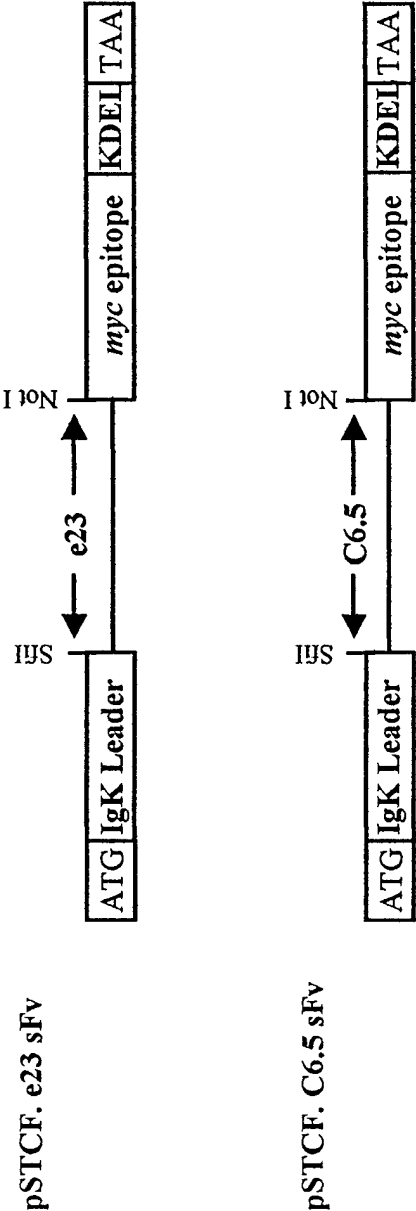 pSTCF. e23 sFv
SfiI
Not I
e23
ATG IgK Leader myc epitope KDEL TAA
pSTCF. C6.5 sFv
SfiI
Not I
C6.5
ATG IgK Leader myc epitope KDEL TAA